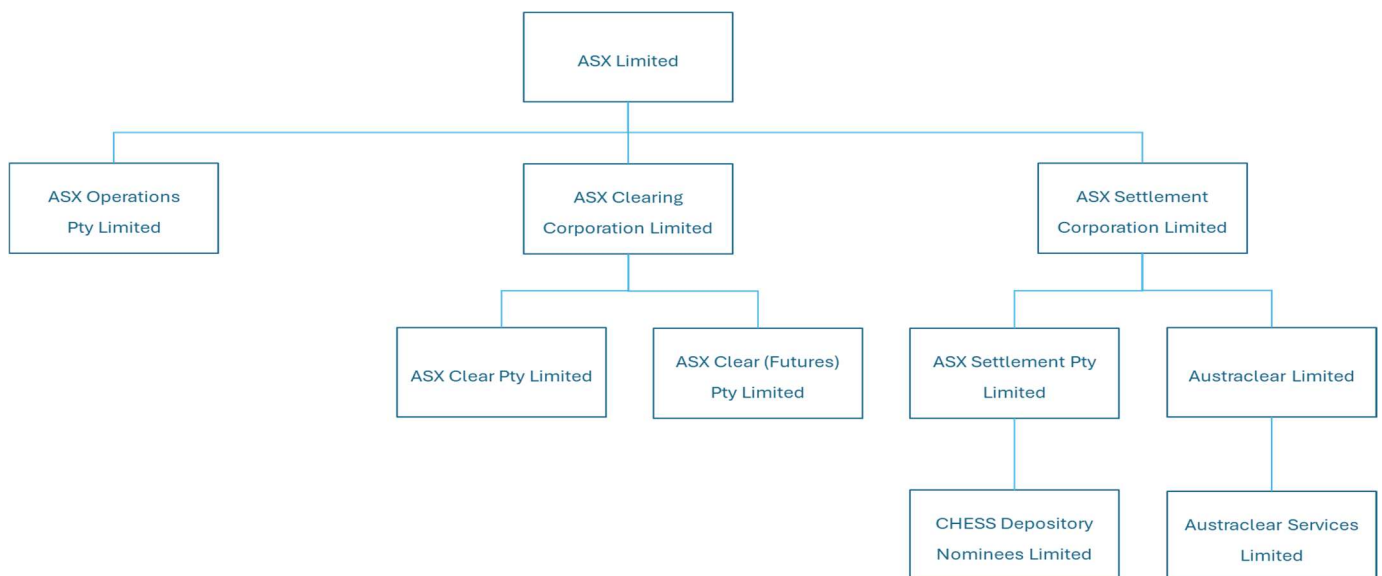 ASX Limited
ASX Operations
Pty Limited
ASX Clearing
Corporation Limited
ASX Settlement
Corporation Limited
ASX Clear Pty Limited
ASX Clear (Futures)
Pty Limited
ASX Settlement Pty
Limited
Austraclear Limited
CHESS Depository
Nominees Limited
Austraclear Services
Limited